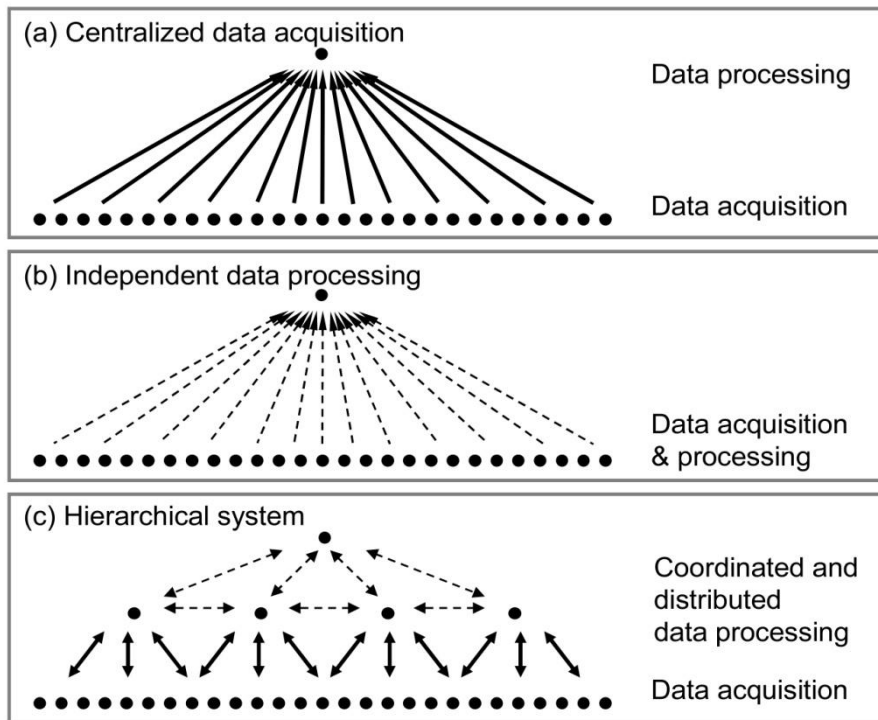 (a) Centralized data acquisition
Data processing
Data acquisition
(b) Independent data processing
Data acquisition
& processing
(c) Hierarchical system
Coordinated and
distributed
data processing
Data acquisition